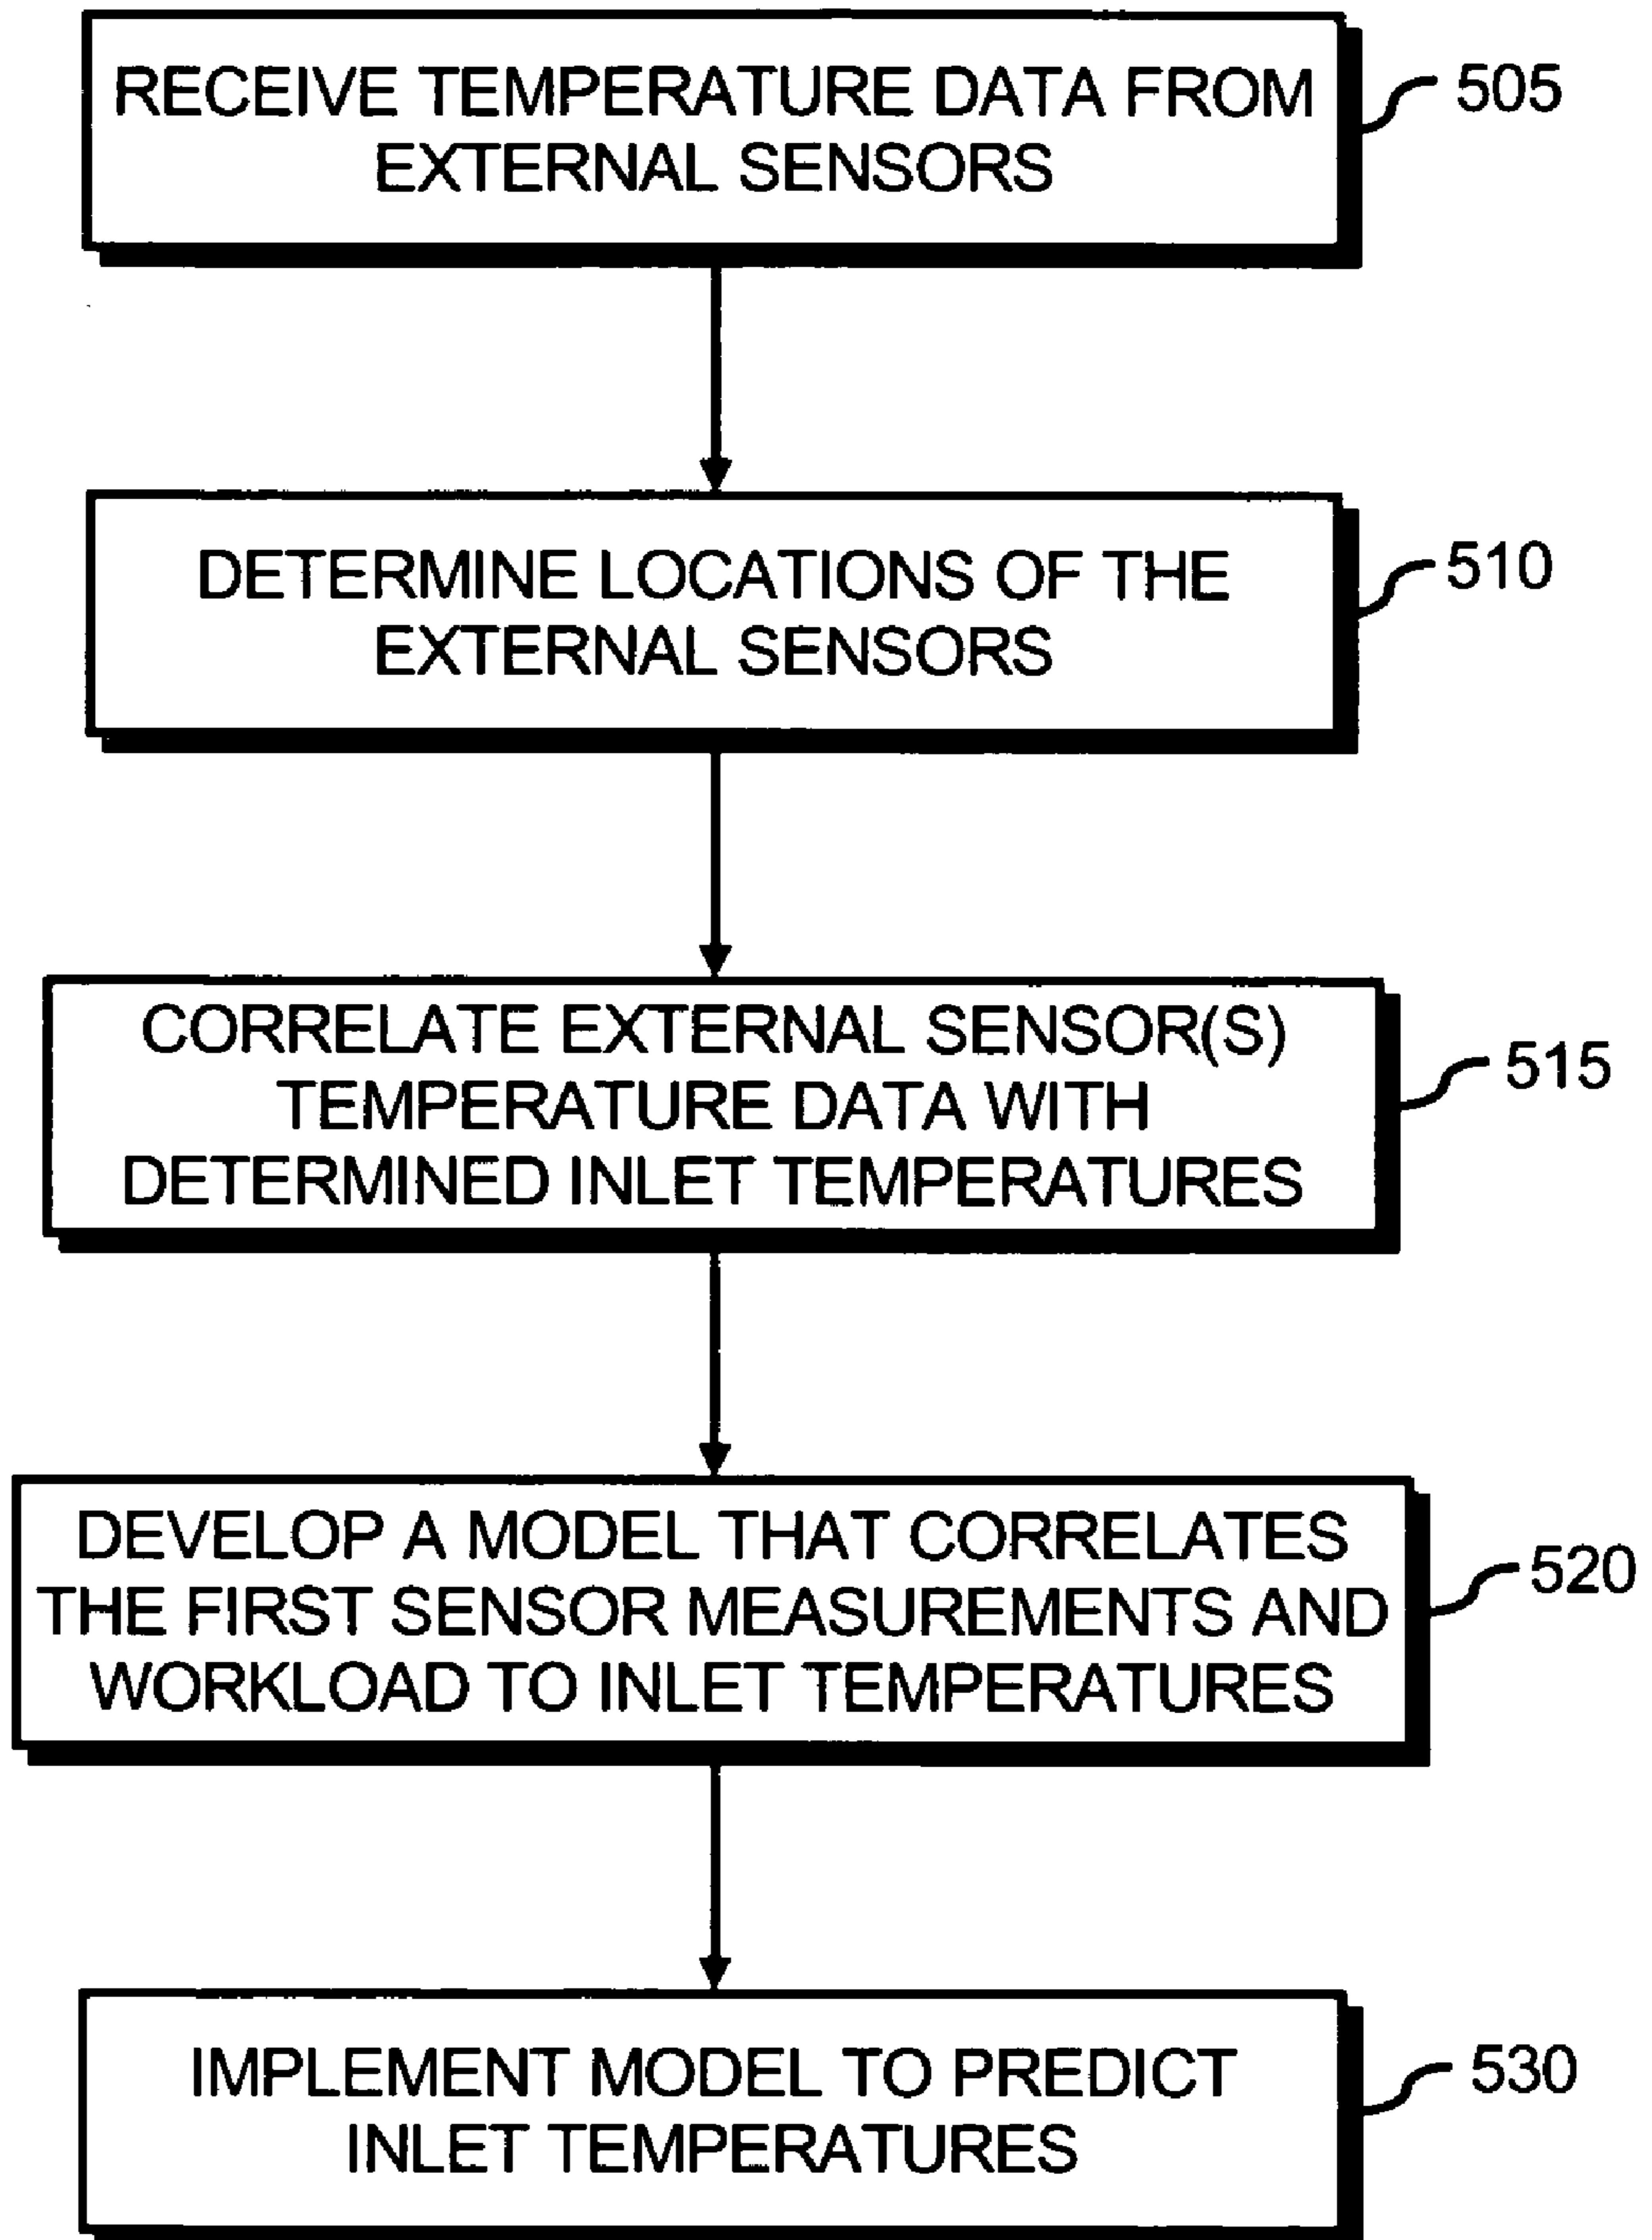 RECEIVE TEMPERATURE DATA FROM
EXTERNAL SENSORS
505
DETERMINE LOCATIONS OF THE
EXTERNAL SENSORS
510
CORRELATE EXTERNAL SENSOR(S)
TEMPERATURE DATA WITH
DETERMINED INLET TEMPERATURES
515
DEVELOP A MODEL THAT CORRELATES
THE FIRST SENSOR MEASUREMENTS AND
WORKLOAD TO INLET TEMPERATURES
520
IMPLEMENT MODEL TO PREDICT
INLET TEMPERATURES
530